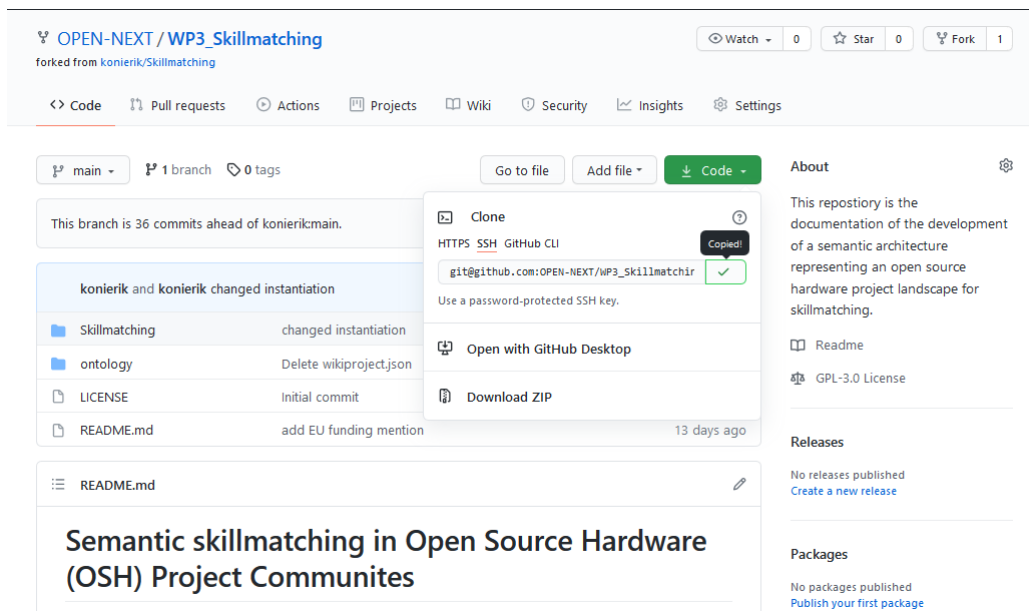 OPEN-NEXT / WP3_Skillmatching
Watch 0 Star 0 Fork 1
forked from konierik/Skillmatching
Code Pull requests Actions Projects Wiki Security Insights Settings
main 1 branch 0 tags Go to file Add file Code
This branch is 36 commits ahead of konierik:main.
Clone
HTTPS SSH GitHub CLI
Copied!
git@github.com:OPEN-NEXT/WP3_Skillmatchir
Use a password-protected SSH key.
Open with GitHub Desktop
Download ZIP
konierik and konierik changed instantiation
Skillmatching changed instantiation
ontology Delete wikiproject.json
LICENSE Initial commit
README.md add EU funding mention 13 days ago
README.md
Semantic skillmatching in Open Source Hardware
(OSH) Project Communites
About
This repostiory is the
documentation of the development
of a semantic architecture
representing an open source
hardware project landscape for
skillmatching.
Readme
GPL-3.0 License
Releases
No releases published
Create a new release
Packages
No packages published
Publish your first package